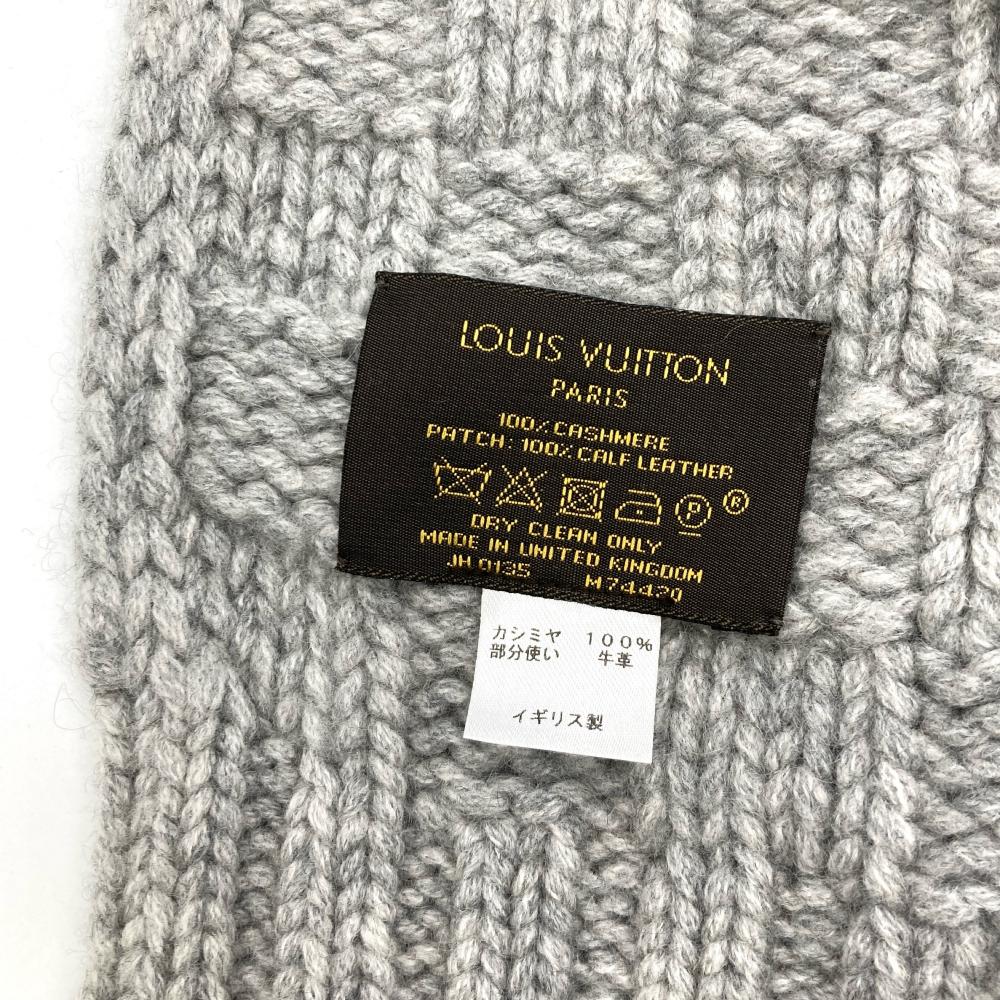 LOUIS VUITTON
PARIS
100% CASHMERE
PATCH: 100% CALF LEATHER
P ®
DRY CLEAN ONLY
MADE IN UNITED KINGDOM
JH 0135 M74429
カシミヤ 100%
部分使い 牛革
イギリス製